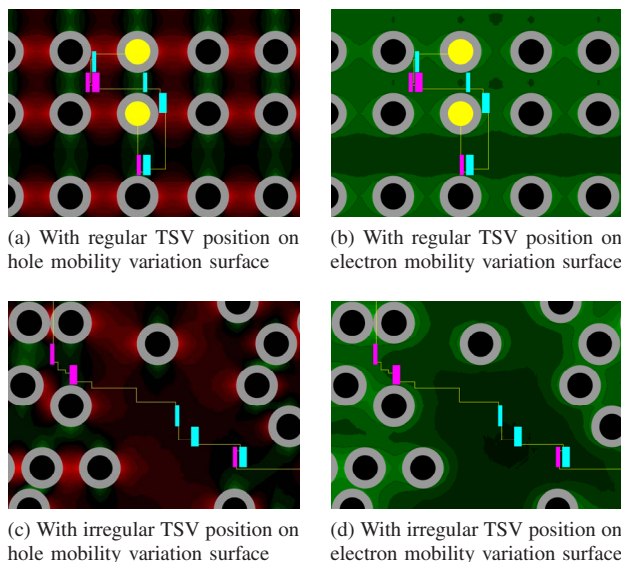 (a) With regular TSV position on
hole mobility variation surface
(b) With regular TSV position on
electron mobility variation surface
(c) With irregular TSV position on
hole mobility variation surface
(d) With irregular TSV position on
electron mobility variation surface